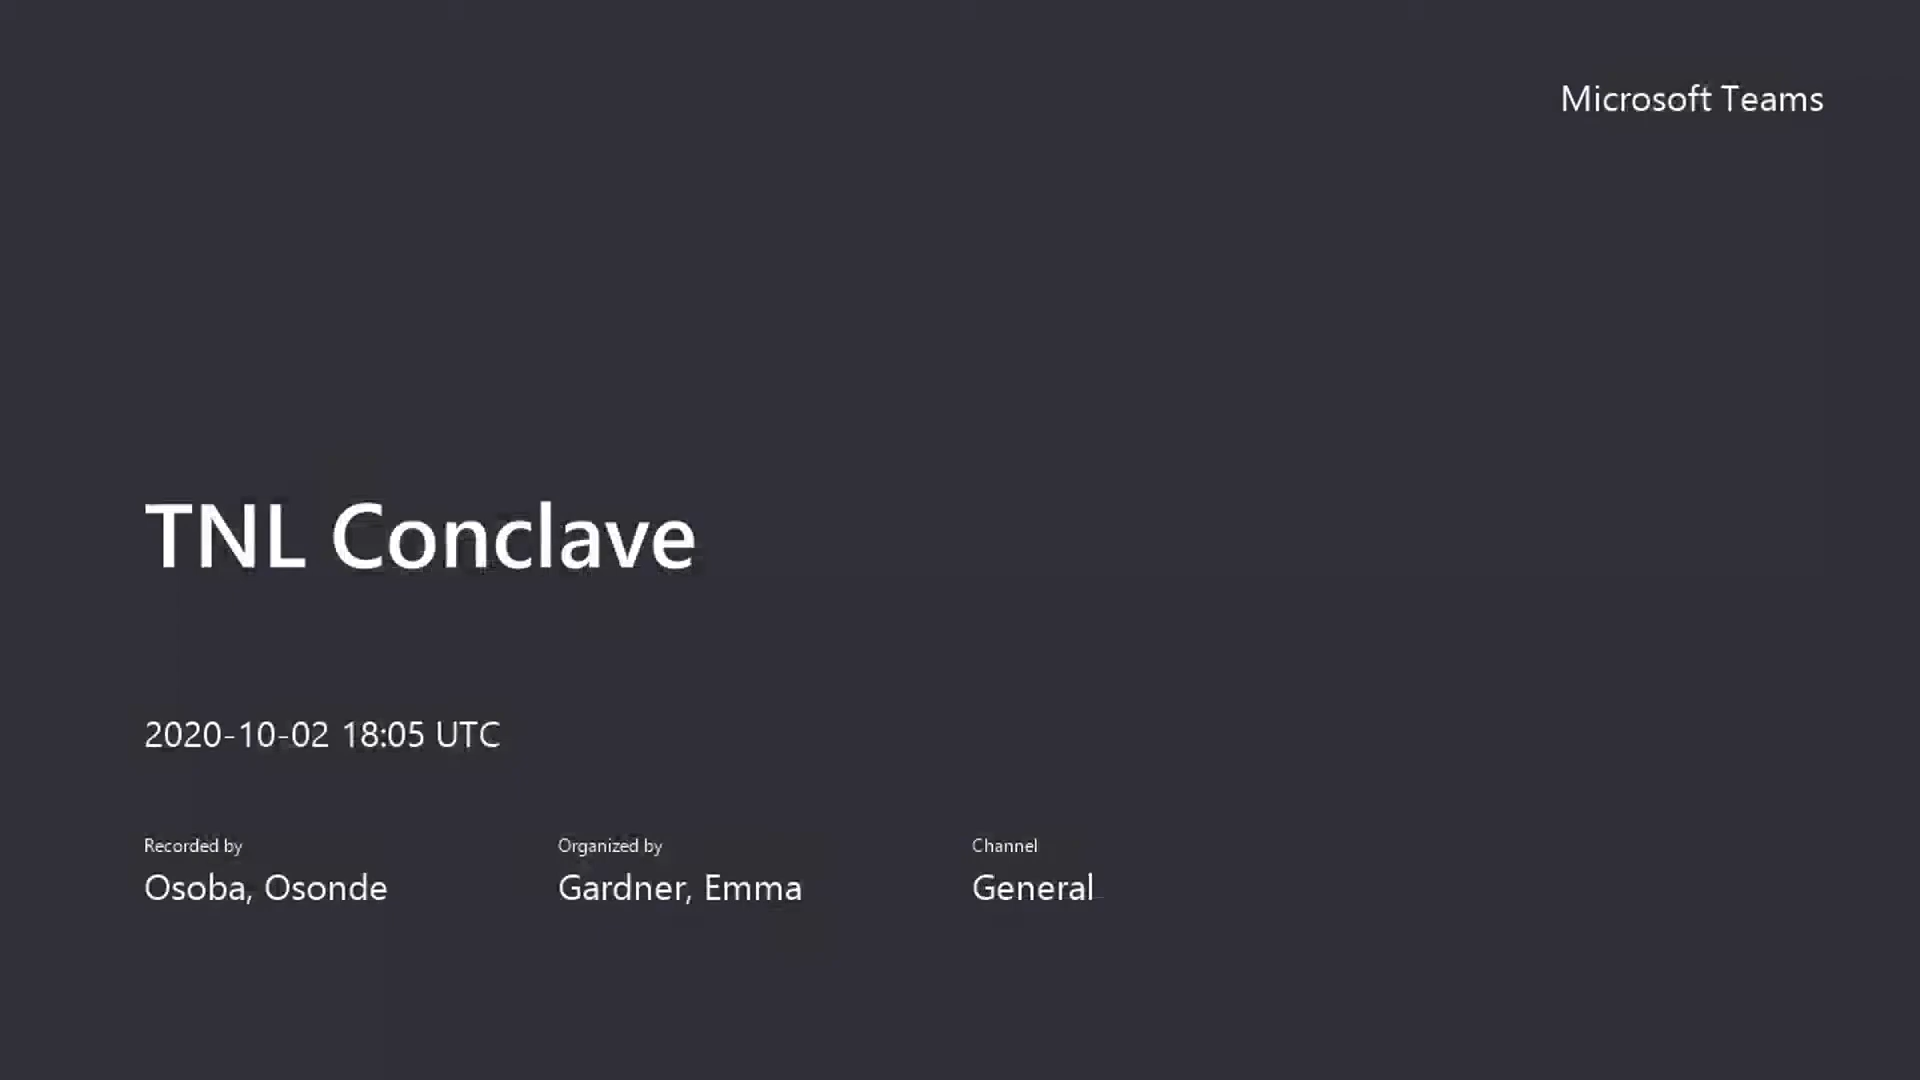 Microsoft Teams
TNL Conclave
2020-10-02 18:05 UTC
Recorded by
Osoba, Osonde
Organized by
Gardner, Emma
Channel
General